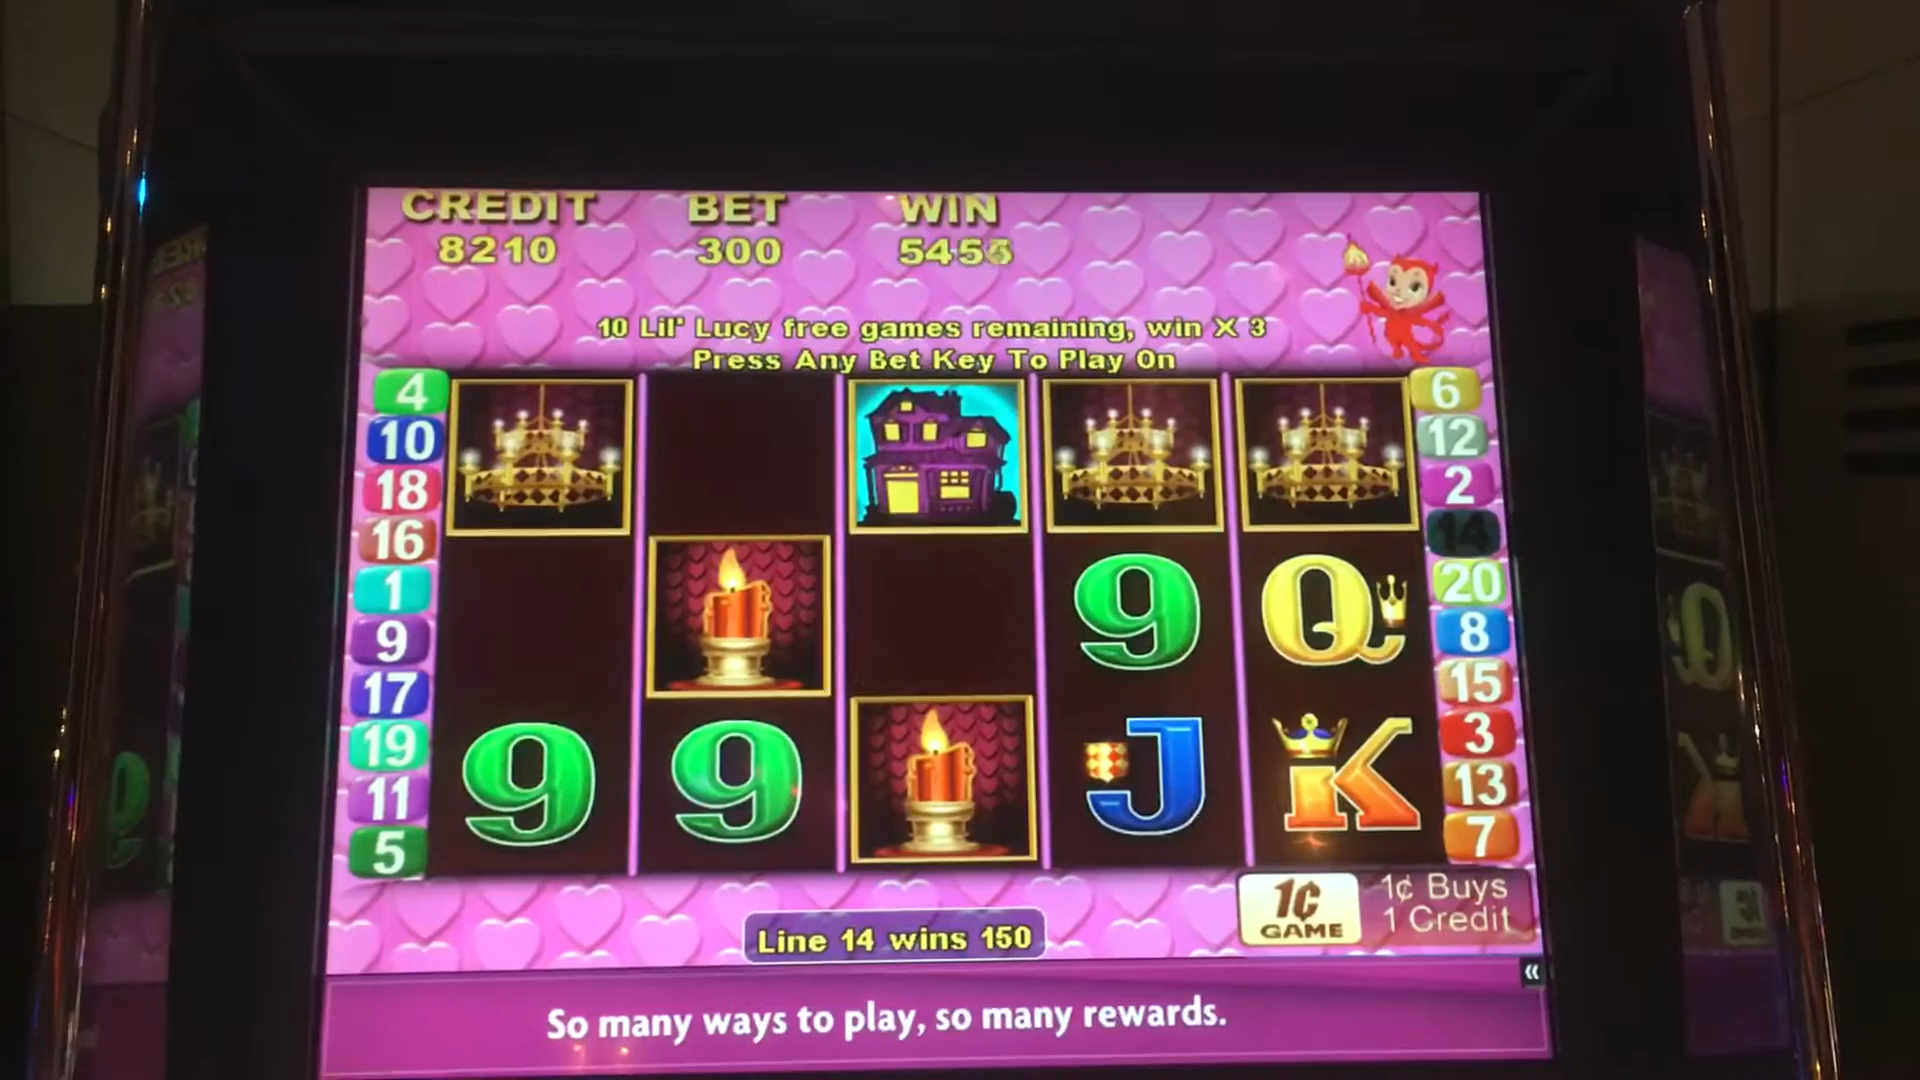 CREDIT BET WIN
8210 300
10 Lil' Lucy free games remaining, win X 3
Press Any Bet Key To Play On
4 6
10 12
18 2
16 14
1 9 Q 20
9 8
17 15
19 9 9 J K 3
11 13
5 7
1¢ GAME
1¢ Buys
1 Credit
Line 14 wins 150
«
So many ways to play, so many rewards.